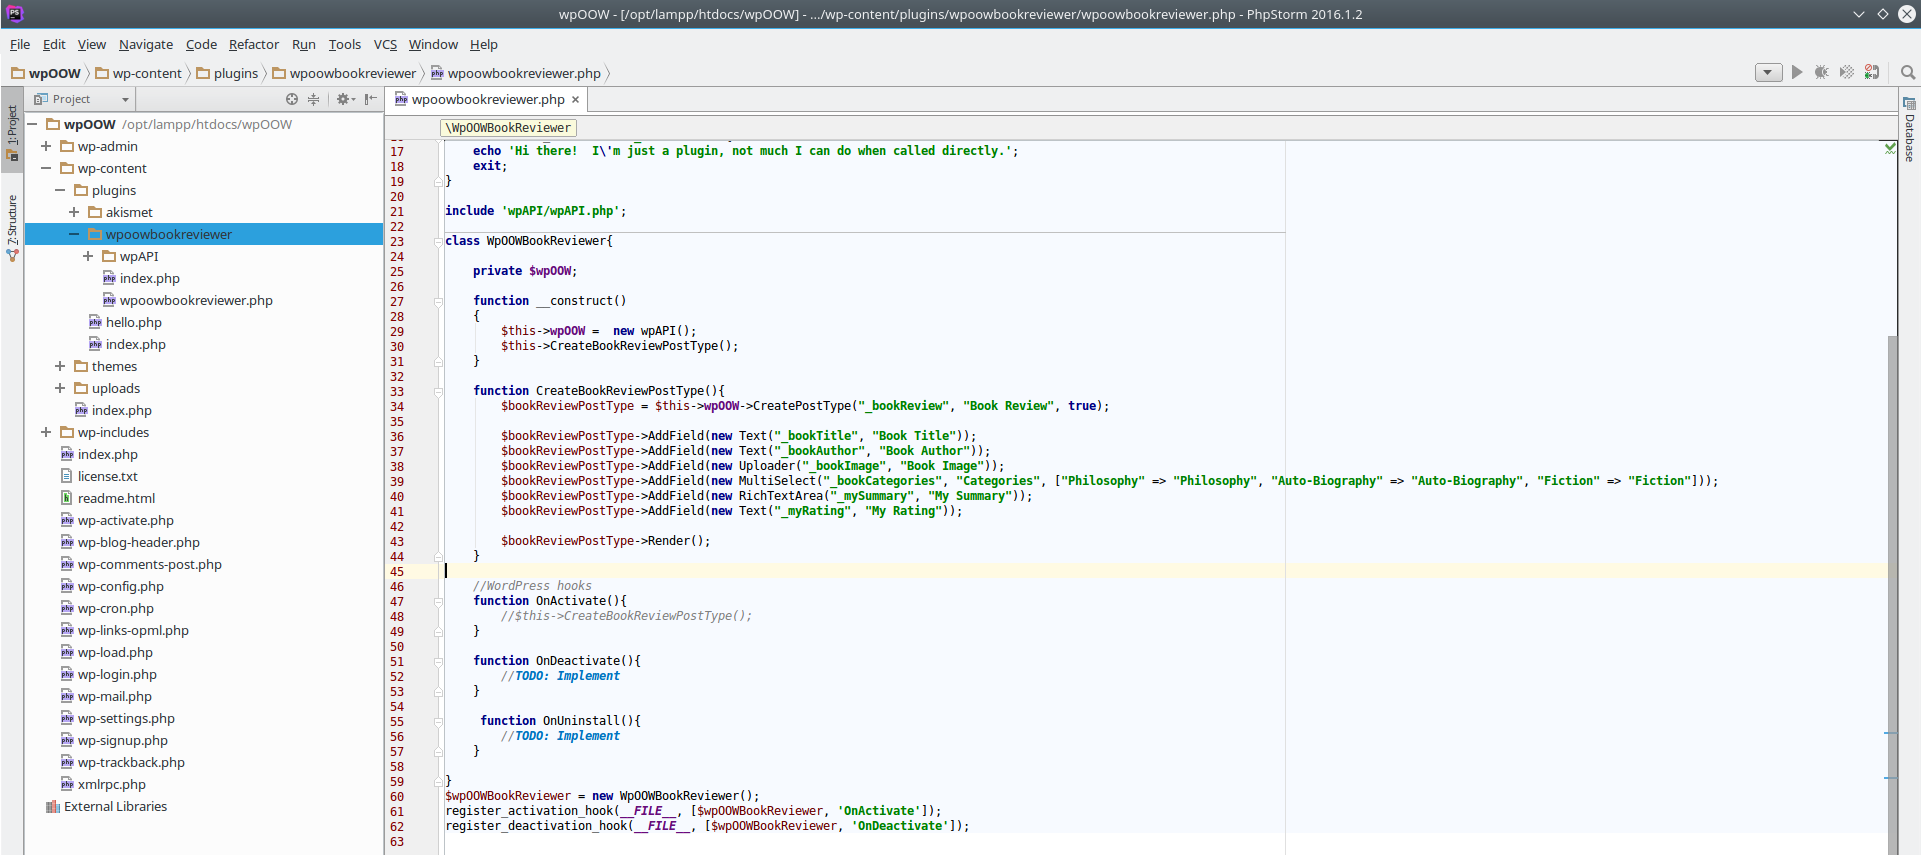 wpOOW - [/opt/lampp/htdocs/wpOOW] - .../wp-content/plugins/wpoowbookreviewer/wpoowbookreviewer.php - PhpStorm 2016.1.2
File Edit View Navigate Code Refactor Run Tools VCS Window Help
wpOOW wp-content plugins wpoowbookreviewer wpoowbookreviewer.php
1: Project
7: Structure
Project
wpOOW /opt/lampp/htdocs/wpOOW
wp-admin
wp-content
plugins
akismet
wpoowbookreviewer
wpAPI
index.php
wpoowbookreviewer.php
hello.php
index.php
themes
uploads
index.php
wp-includes
index.php
license.txt
readme.html
wp-activate.php
wp-blog-header.php
wp-comments-post.php
wp-config.php
wp-cron.php
wp-links-opml.php
wp-load.php
wp-login.php
wp-mail.php
wp-settings.php
wp-signup.php
wp-trackback.php
xmlrpc.php
External Libraries
wpoowbookreviewer.php
\WpOOWBookReviewer
17 echo 'Hi there!  I\'m just a plugin, not much I can do when called directly.';
18 exit;
19 }
20
21 include 'wpAPI/wpAPI.php';
22
23 class WpOOWBookReviewer{
24
25 private $wpOOW;
26
27 function __construct()
28 {
29 $this->wpOOW =  new wpAPI();
30 $this->CreateBookReviewPostType();
31 }
32
33 function CreateBookReviewPostType(){
34 $bookReviewPostType = $this->wpOOW->CreatePostType("_bookReview", "Book Review", true);
35
36 $bookReviewPostType->AddField(new Text("_bookTitle", "Book Title"));
37 $bookReviewPostType->AddField(new Text("_bookAuthor", "Book Author"));
38 $bookReviewPostType->AddField(new Uploader("_bookImage", "Book Image"));
39 $bookReviewPostType->AddField(new MultiSelect("_bookCategories", "Categories", ["Philosophy" => "Philosophy", "Auto-Biography" => "Auto-Biography", "Fiction" => "Fiction"]));
40 $bookReviewPostType->AddField(new RichTextArea("_mySummary", "My Summary"));
41 $bookReviewPostType->AddField(new Text("_myRating", "My Rating"));
42
43 $bookReviewPostType->Render();
44 }
45
46 //WordPress hooks
47 function OnActivate(){
48 //$this->CreateBookReviewPostType();
49 }
50
51 function OnDeactivate(){
52 //TODO: Implement
53 }
54
55 function OnUninstall(){
56 //TODO: Implement
57 }
58
59 }
60 $wpOOWBookReviewer = new WpOOWBookReviewer();
61 register_activation_hook(__FILE__, [$wpOOWBookReviewer, 'OnActivate']);
62 register_deactivation_hook(__FILE__, [$wpOOWBookReviewer, 'OnDeactivate']);
63
Database